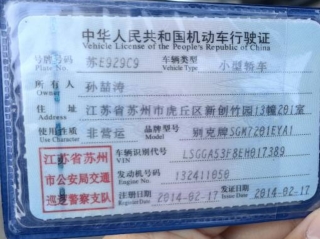 中华人民共和国机动车行驶证
Vehicle License of the People's Republic of China
号牌号码 苏E929C9 车辆类型 小型轿车
Plate No. Vehicle Type
所有人 孙喆涛
Owner
住址 江苏省苏州市虎丘区新创竹园13幢201室
Address
使用性质 非营运 品牌型号 别克牌SGM7201EYA1
Use Character Model
江苏省苏州市公安局交通巡逻警察支队
车辆识别代号 LSGGA53F8EH017389
VIN
发动机号码 132411050
Engine No.
注册日期 2014-02-17 发证日期 2014-02-17
Register Date Issue Date